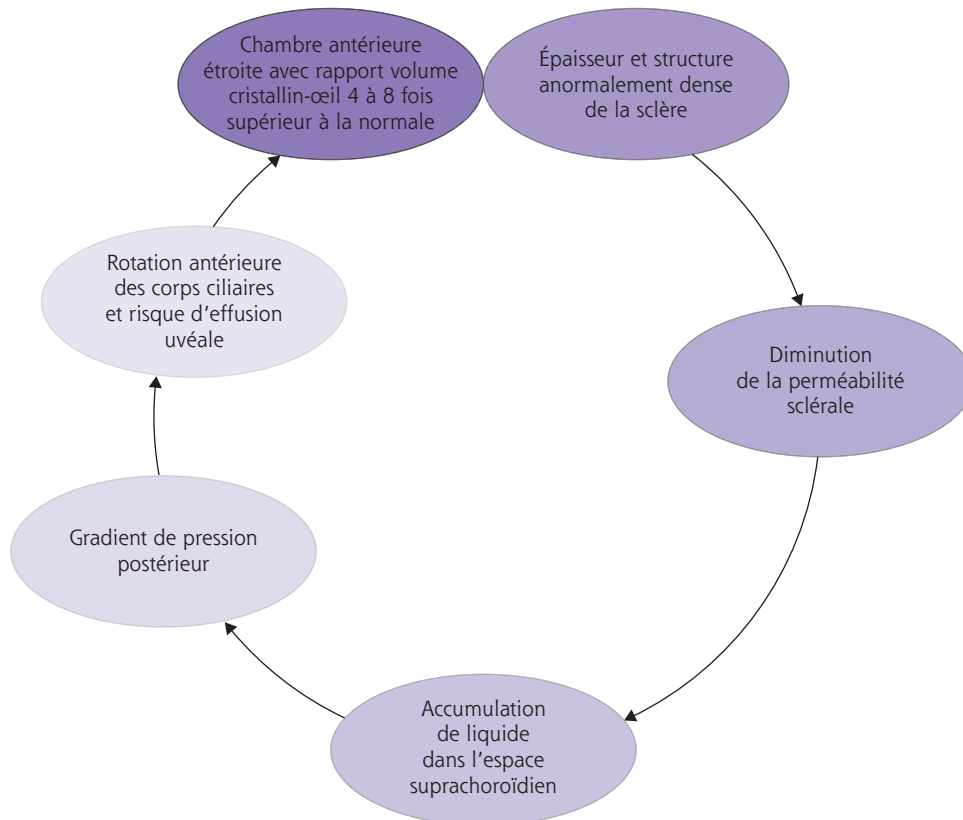 Chambre antérieure
étroite avec rapport volume
cristallin-œil 4 à 8 fois
supérieur à la normale
Épaisseur et structure
anormalement dense
de la sclère
Diminution
de la perméabilité
sclérale
Accumulation
de liquide
dans l'espace
suprachoroïdien
Gradient de pression
postérieur
Rotation antérieure
des corps ciliaires
et risque d'effusion
uvéale